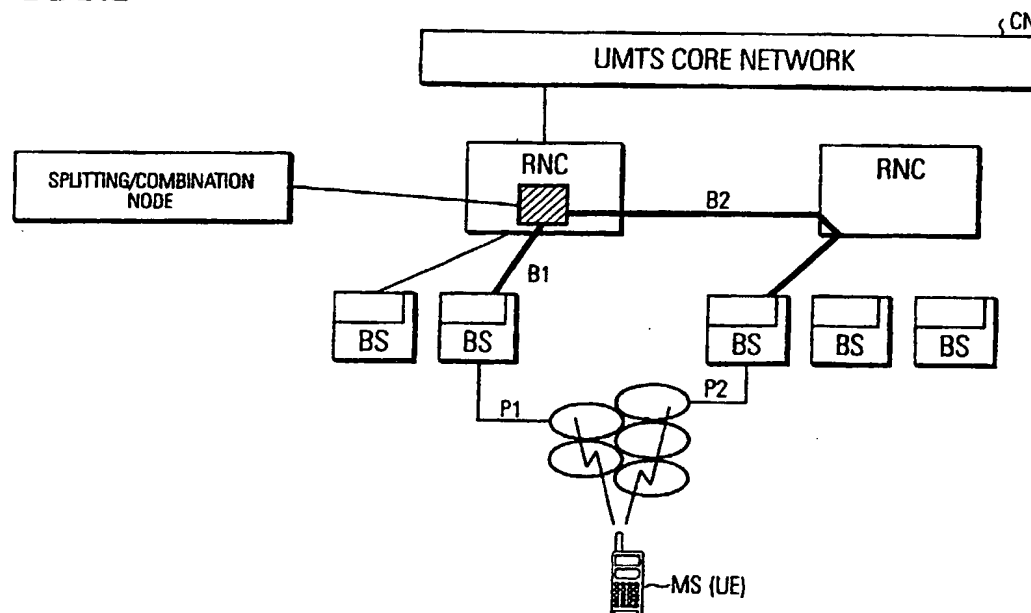 CN
UMTS CORE NETWORK
RNC
RNC
SPLITTING/COMBINATION
NODE
B2
B1
BS
BS
BS
BS
BS
P1
P2
MS (UE)